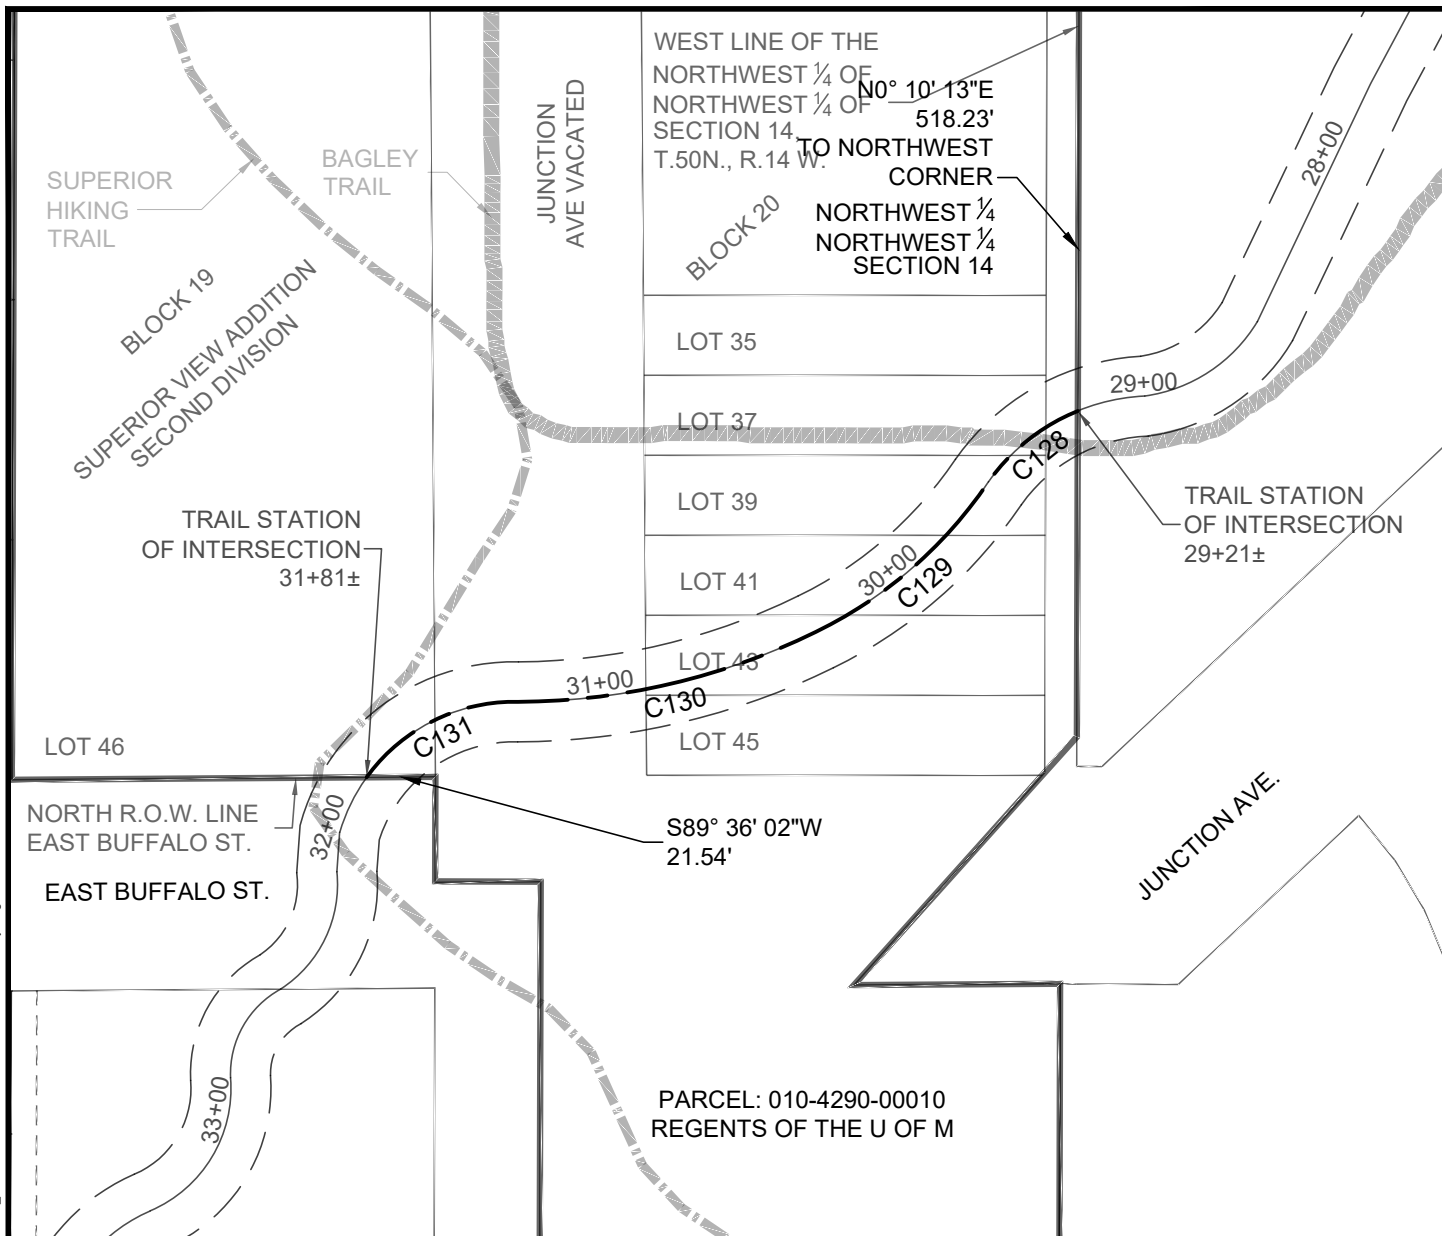 WEST LINE OF THE
NORTHWEST ¼ OF
NORTHWEST ¼ OF
SECTION 14,
T.50N., R.14 W.
N0° 10' 13"E
518.23'
TO NORTHWEST
CORNER
NORTHWEST ¼
NORTHWEST ¼
SECTION 14
JUNCTION
AVE VACATED
BAGLEY
TRAIL
SUPERIOR
HIKING
TRAIL
BLOCK 19
SUPERIOR VIEW ADDITION
SECOND DIVISION
BLOCK 20
28+00
LOT 35
29+00
LOT 37
C128
LOT 39
TRAIL STATION
OF INTERSECTION
29+21±
TRAIL STATION
OF INTERSECTION
31+81±
LOT 41
30+00
C129
LOT 43
31+00
C130
C131
LOT 45
LOT 46
NORTH R.O.W. LINE
EAST BUFFALO ST.
32+00
S89° 36' 02"W
21.54'
EAST BUFFALO ST.
JUNCTION AVE.
33+00
PARCEL: 010-4290-00010
REGENTS OF THE U OF M